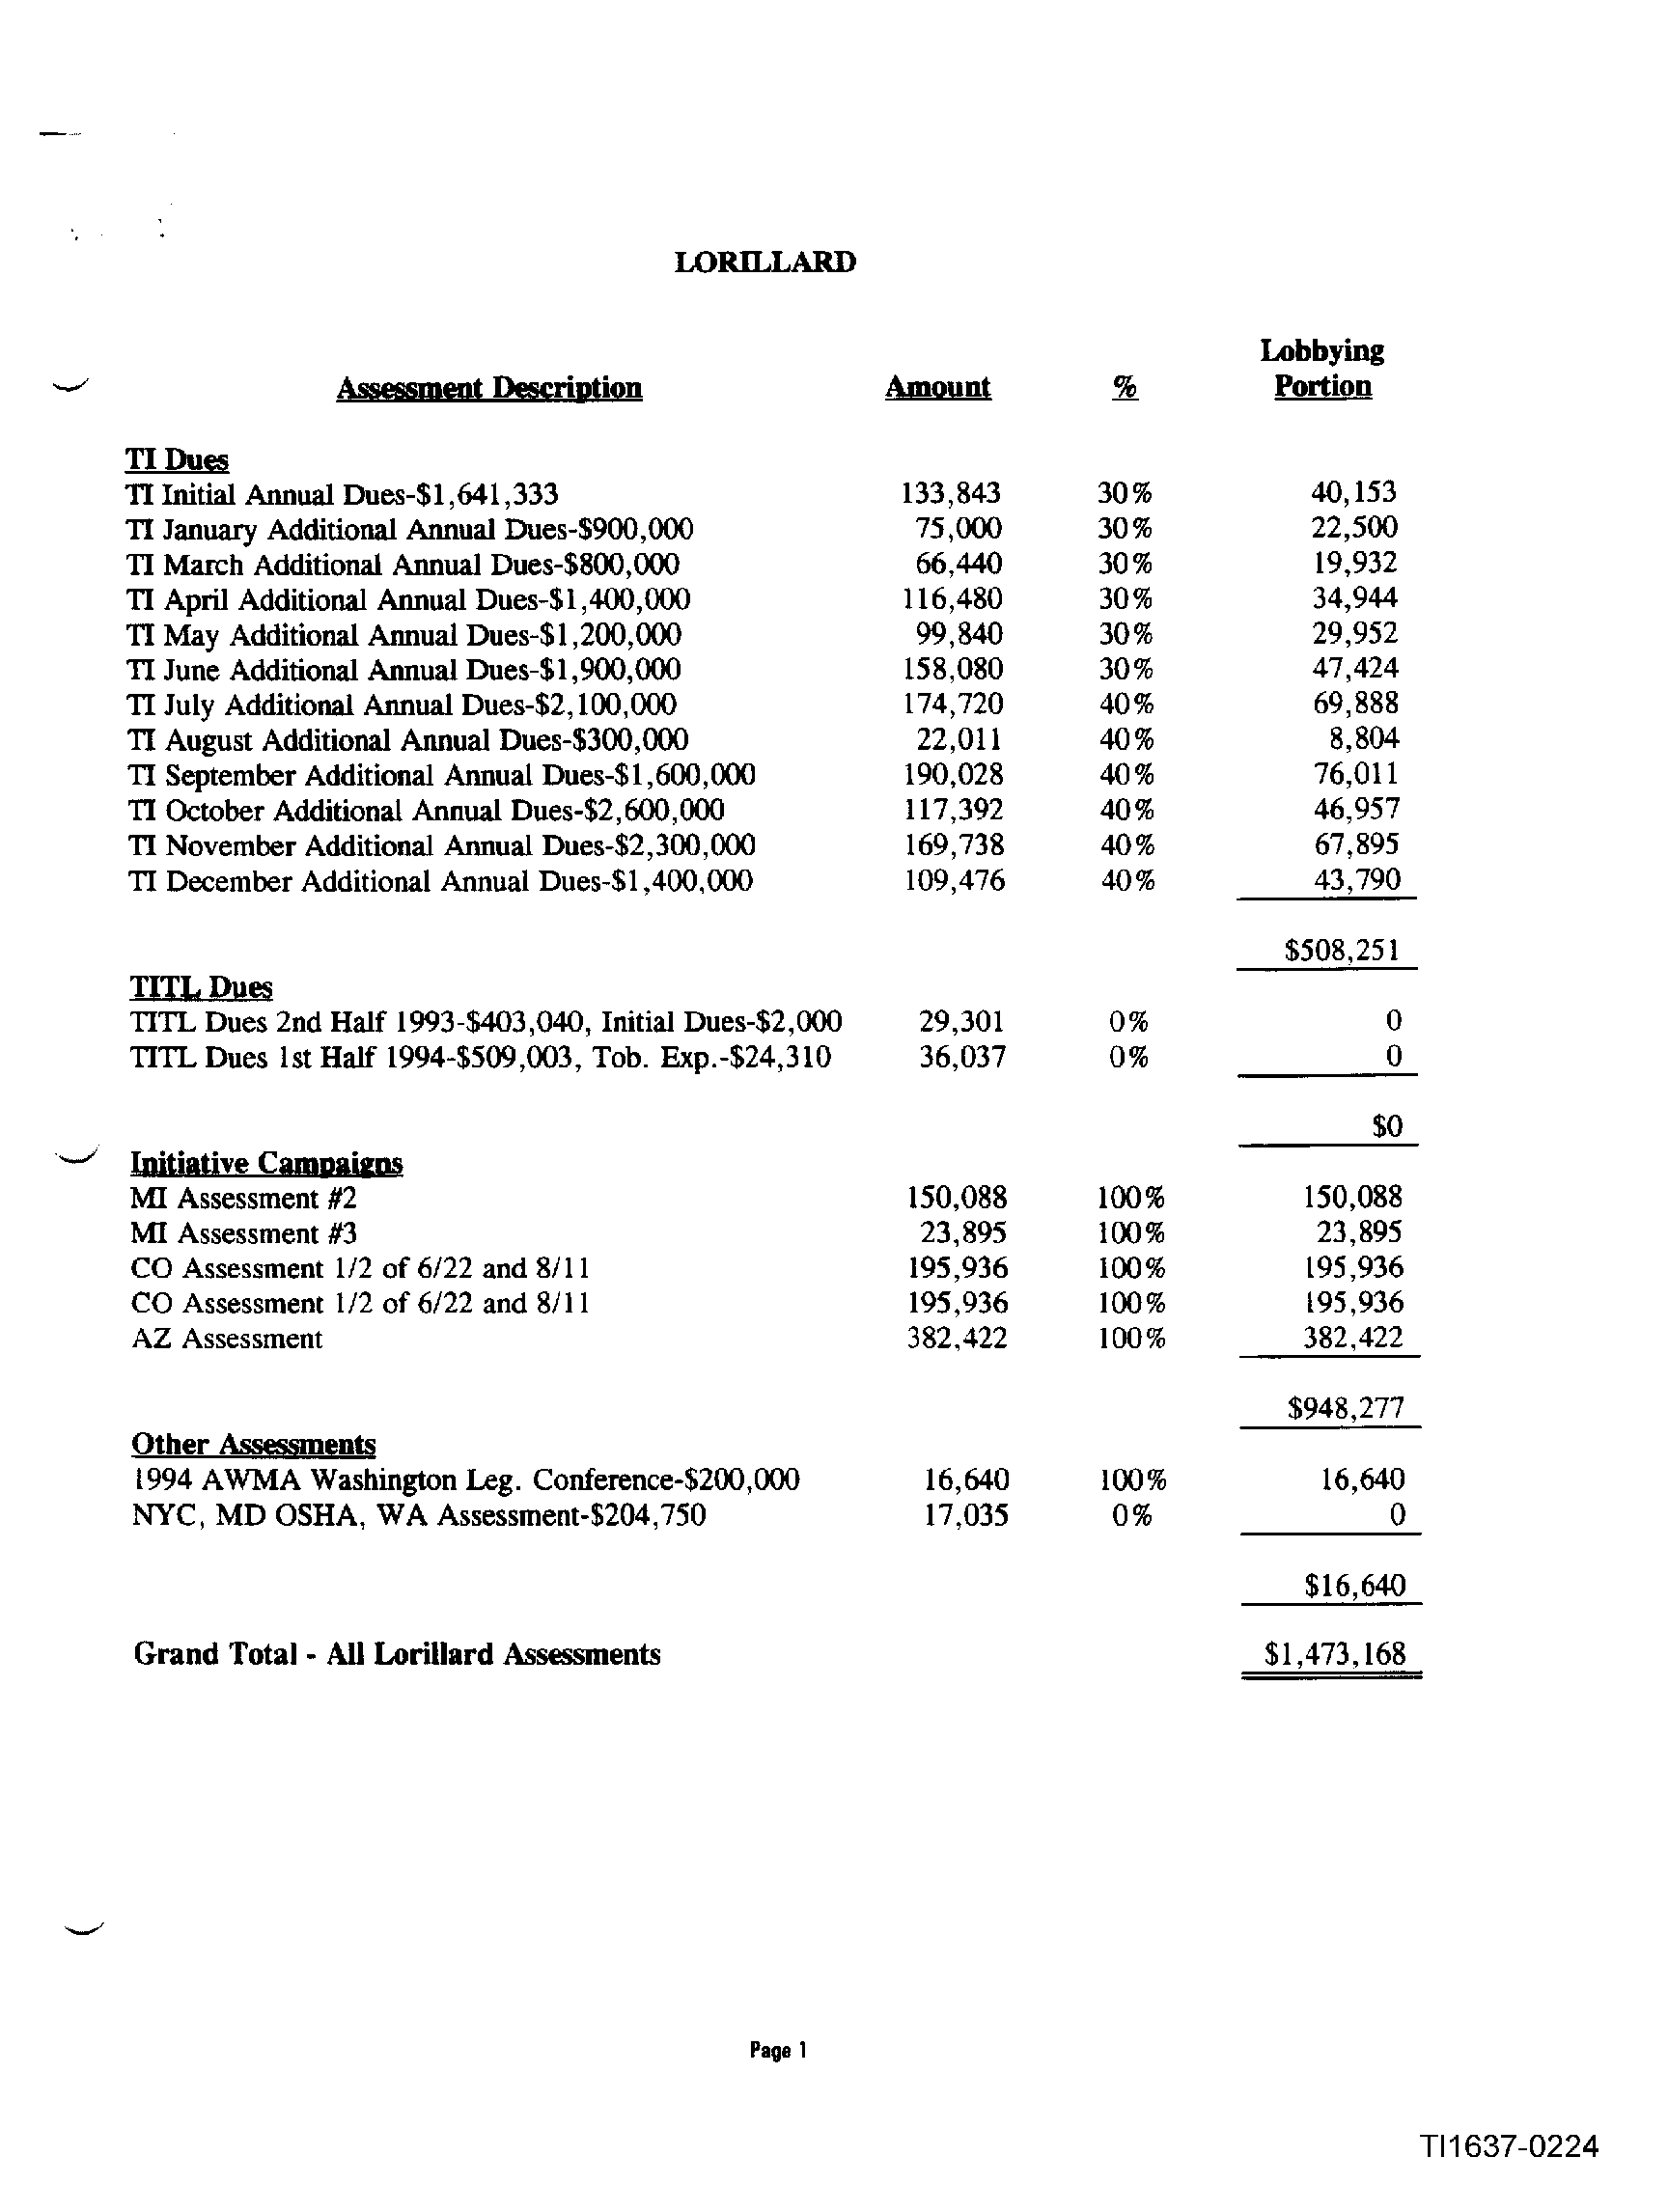 LORILLARD
Lobbying
Assessment Description Amount % Portion
TI Dues
TI Initial Annual Dues-$1,641,333 133,843 30% 40,153
TI January Additional Annual Dues-$900,000 75,000 30% 22,500
TI March Additional Annual Dues-$800,000 66,440 30% 19,932
TI April Additional Annual Dues-$1,400,000 116,480 30% 34,944
TI May Additional Annual Dues-$1,200,000 99,840 30% 29,952
TI June Additional Annual Dues-$1,900,000 158,080 30% 47,424
TI July Additional Annual Dues-$2,100,000 174,720 40% 69,888
TI August Additional Annual Dues-$300,000 22,011 40% 8,804
TI September Additional Annual Dues-$1,600,000 190,028 40% 76,011
TI October Additional Annual Dues-$2,600,000 117,392 40% 46,957
TI November Additional Annual Dues-$2,300,000 169,738 40% 67,895
TI December Additional Annual Dues-$1,400,000 109,476 40% 43,790
$508,251
TITL Dues
TITL Dues 2nd Half 1993-$403,040, Initial Dues-$2,000 29,301 0% 0
TITL Dues 1st Half 1994-$509,003, Tob. Exp.-$24,310 36,037 0% 0
$0
Initiative Campaigns
MI Assessment #2 150,088 100% 150,088
MI Assessment #3 23,895 100% 23,895
CO Assessment 1/2 of 6/22 and 8/11 195,936 100% 195,936
CO Assessment 1/2 of 6/22 and 8/11 195,936 100% 195,936
AZ Assessment 382,422 100% 382,422
$948,277
Other Assessments
1994 AWMA Washington Leg. Conference-$200,000 16,640 100% 16,640
NYC, MD OSHA, WA Assessment-$204,750 17,035 0% 0
$16,640
Grand Total - All Lorillard Assessments $1,473,168
Page 1
TI1637-0224